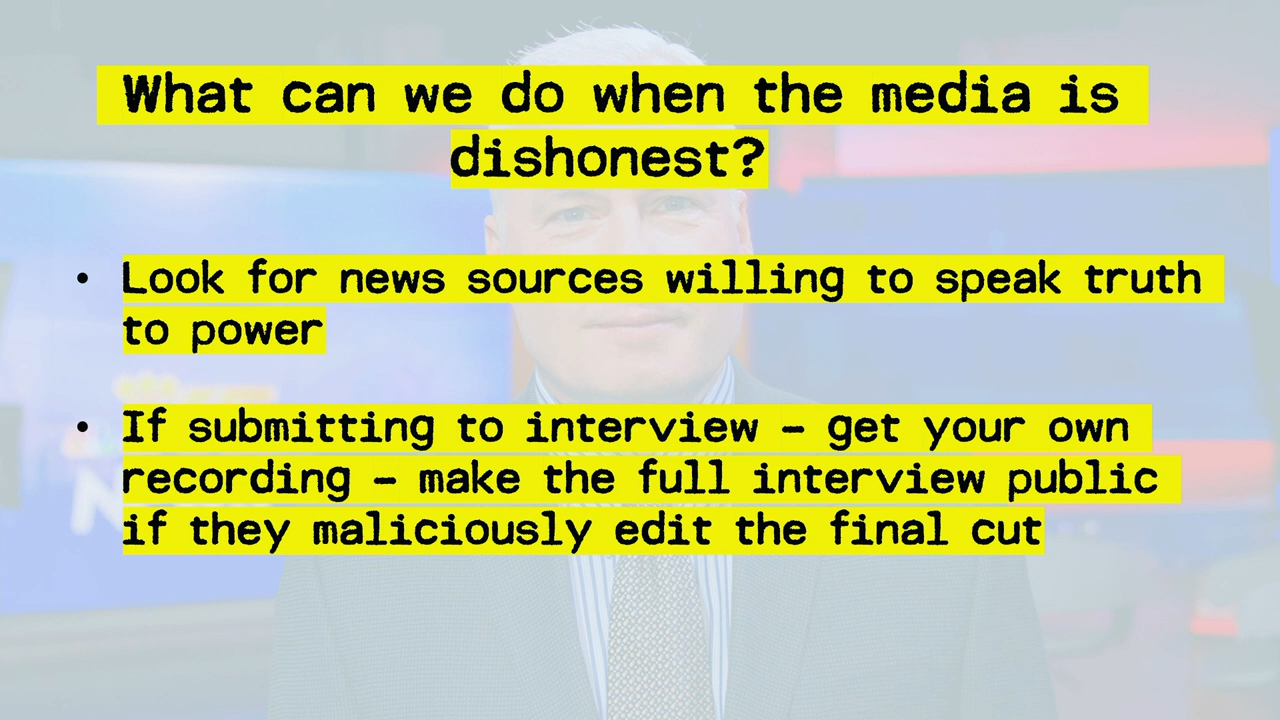 What can we do when the media is
dishonest?
• Look for news sources willing to speak truth
to power
• If submitting to interview – get your own
recording – make the full interview public
if they maliciously edit the final cut